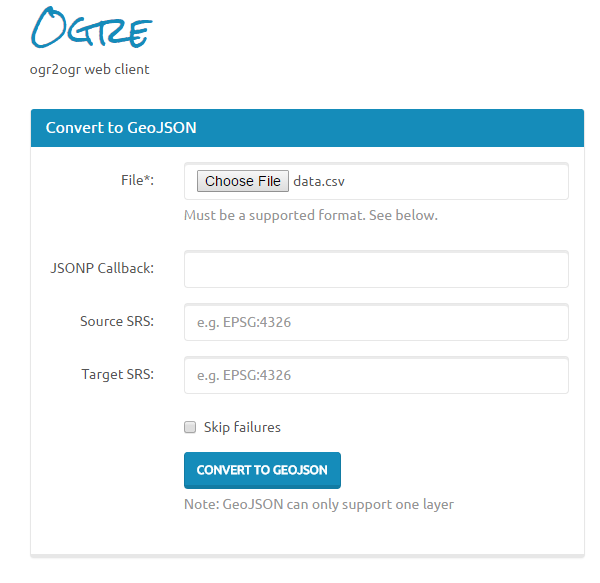 Ogre
ogr2ogr web client
Convert to GeoJSON
File*:
Choose File data.csv
Must be a supported format. See below.
JSONP Callback:
Source SRS: e.g. EPSG:4326
Target SRS: e.g. EPSG:4326
Skip failures
CONVERT TO GEOJSON
Note: GeoJSON can only support one layer